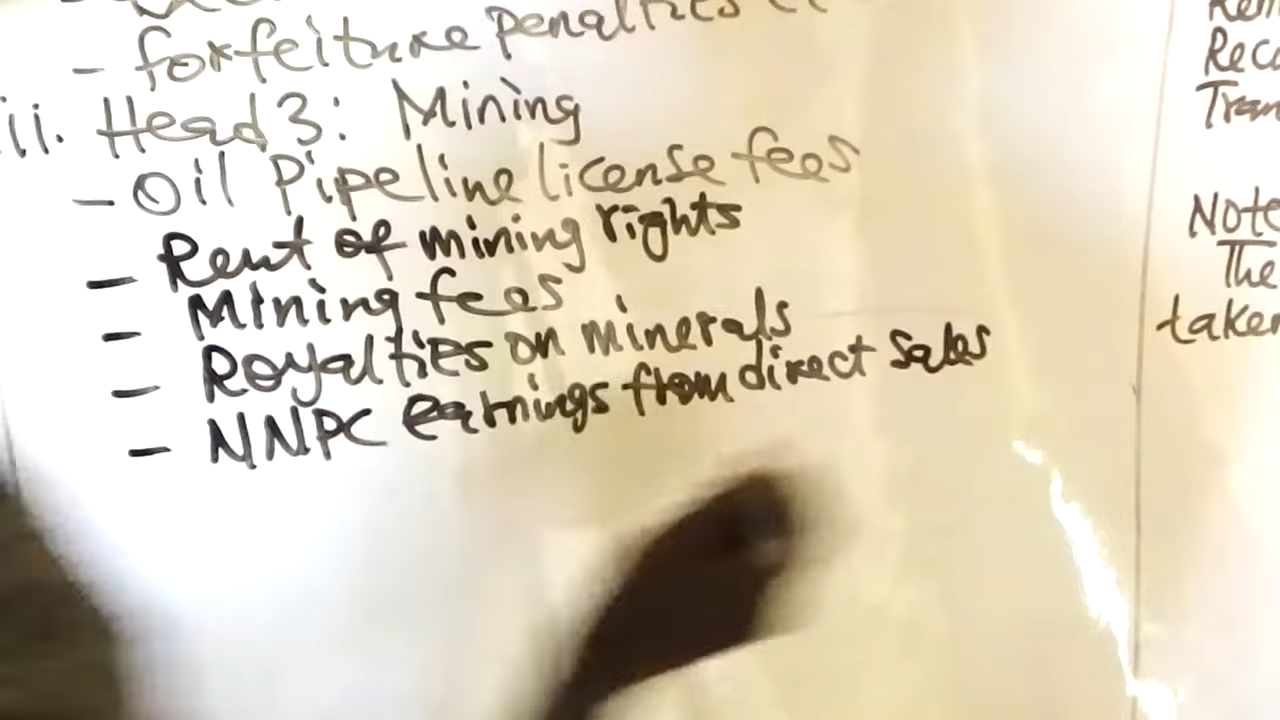 - forfeiture penalties
ii. Head 3: Mining
- Oil Pipeline license fees
- Rent of mining rights
- Mining fees
- Royalties on minerals
- NNPC earnings from direct sales
Note
The
taken